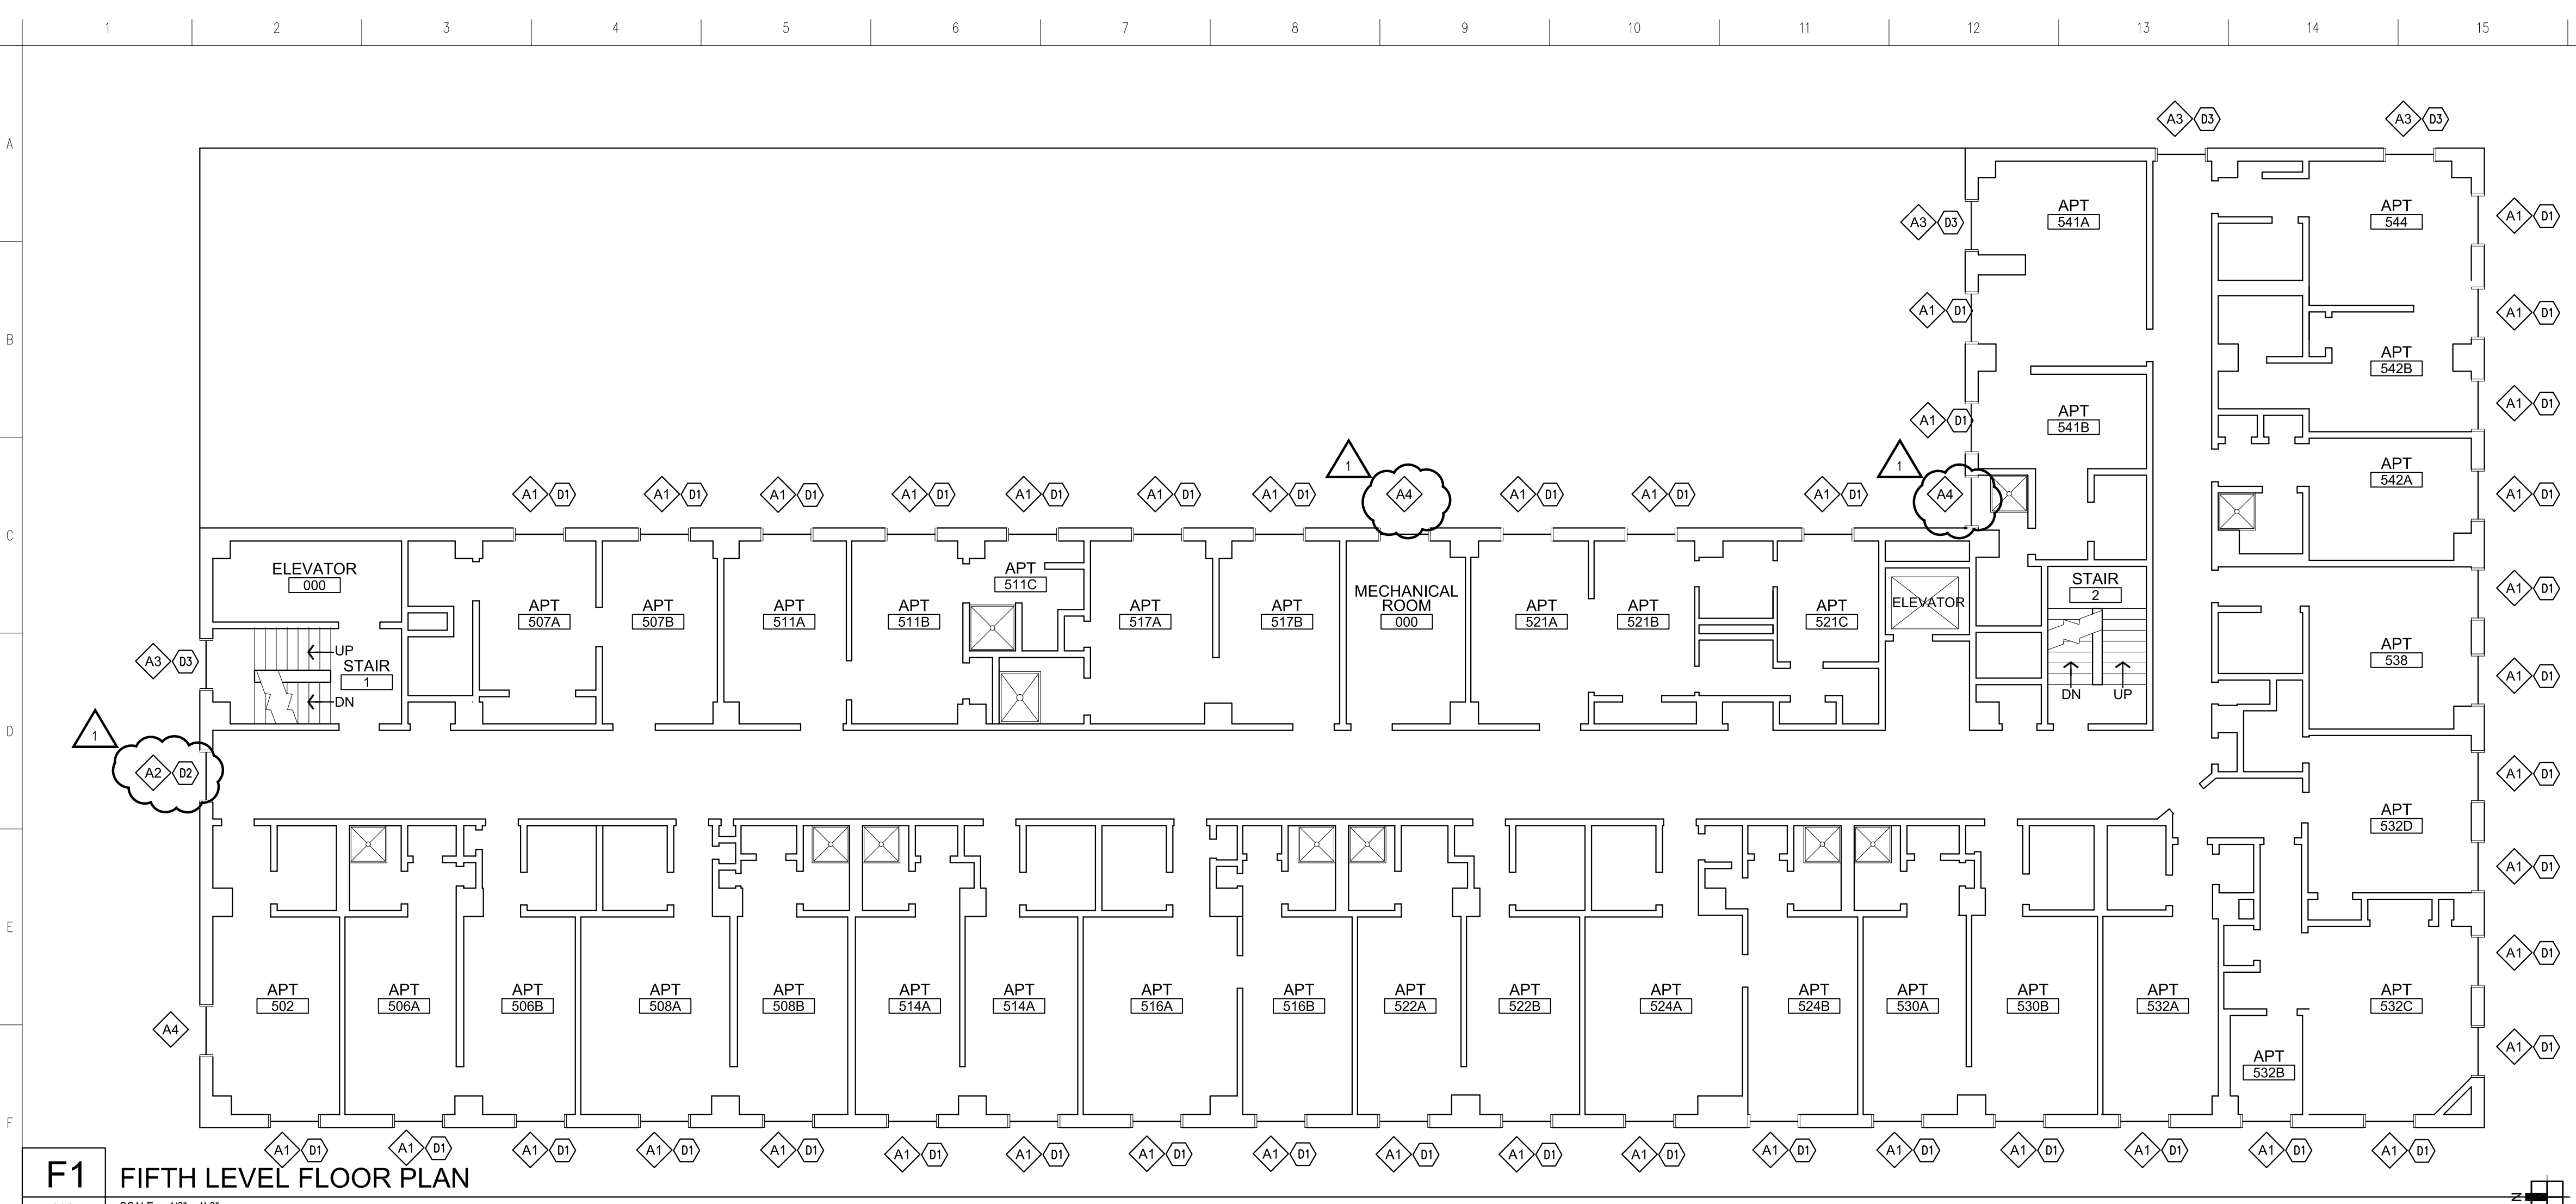 1 2 3 4 5 6 7 8 9 10 11 12 13 14 15
A3 D3 A3 D3
A
APT APT
541A 544
A3 D3 A1 D1
A1 D1 A1 D1
B
APT
542B
A1 D1
APT
541B
A1 D1
1 1
APT
542A
A1 D1 A1 D1 A1 D1 A1 D1 A1 D1 A1 D1 A1 D1 A4 A1 D1 A1 D1 A1 D1 A4 A1 D1
C
ELEVATOR
000
APT
511C
STAIR
2
A1 D1
MECHANICAL
ROOM
000
APT APT APT APT APT APT APT APT APT
507A 507B 511A 511B 517A 517B 521A 521B 521C
ELEVATOR
APT
538
UP
STAIR
1
DN
A3 D3
DN UP
A1 D1
D
1
A2 D2
A1 D1
APT
532D
A1 D1
E
A1 D1
APT APT APT APT APT APT APT APT APT APT APT APT APT APT APT APT APT
502 506A 506B 508A 508B 514A 514A 516A 516B 522A 522B 524A 524B 530A 530B 532A 532C
A4
A1 D1
APT
532B
F
A1 D1 A1 D1 A1 D1 A1 D1 A1 D1 A1 D1 A1 D1 A1 D1 A1 D1 A1 D1 A1 D1 A1 D1 A1 D1 A1 D1 A1 D1 A1 D1 A1 D1 A1 D1
F1 FIFTH LEVEL FLOOR PLAN
N